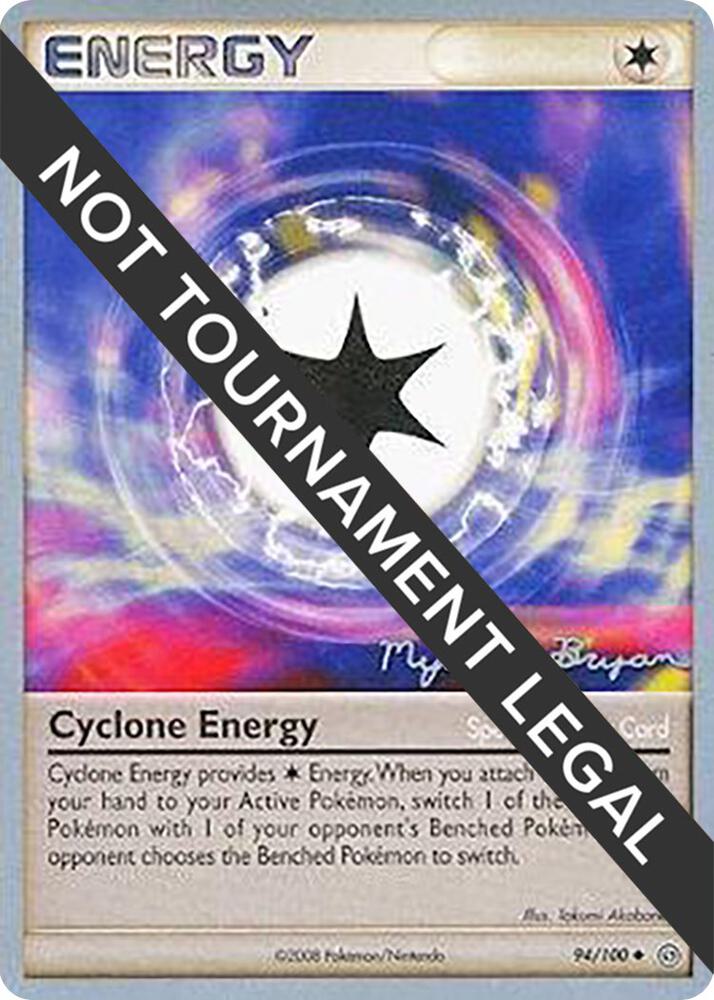 ENERGY
NOT TOURNAMENT LEGAL
Bryan
Cyclone Energy
Card
Cyclone Energy provides ✶ Energy. When you attach
your hand to your Active Pokémon, switch 1 of the
Pokémon with 1 of your opponent's Benched
opponent chooses the Benched Pokémon to switch.
Illus. Takumi
©2008 Pokémon/Nintendo
94/100